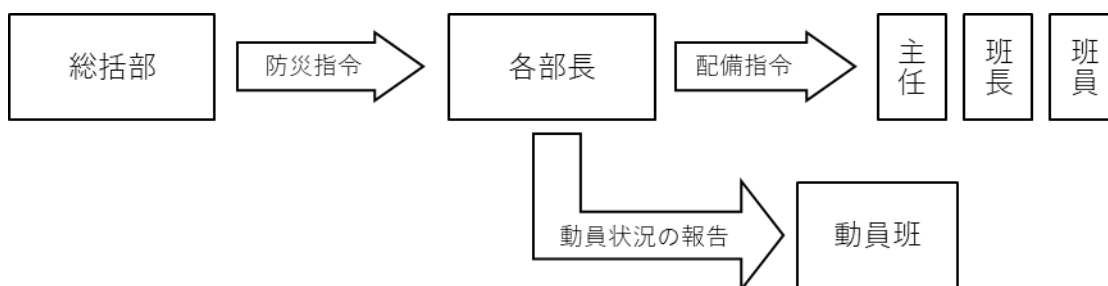 総括部
防災指令
各部長
配備指令
主任
班長
班員
動員状況の報告
動員班